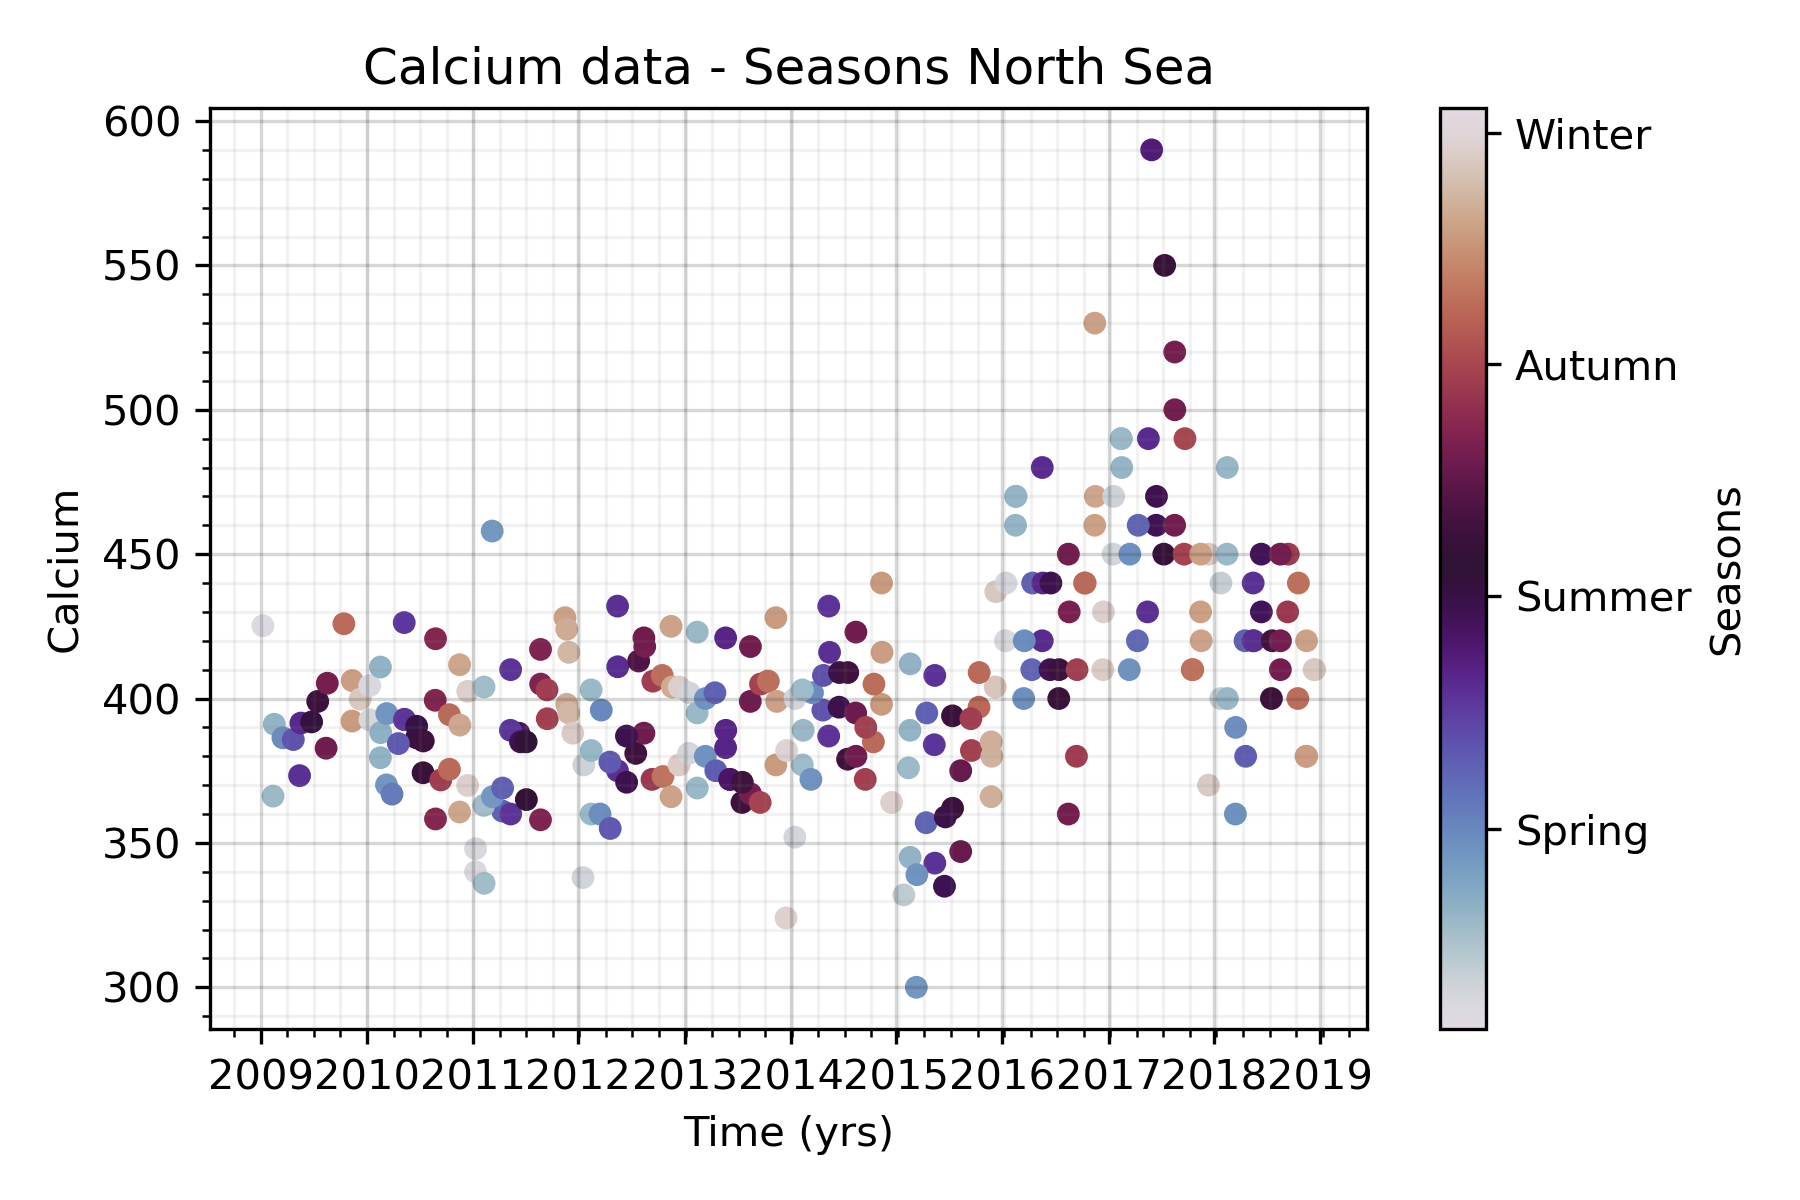 Calcium data - Seasons North Sea
600
550
500
450
400
350
300
Calcium
2009 2010 2011 2012 2013 2014 2015 2016 2017 2018 2019
Time (yrs)
Winter
Autumn
Summer
Spring
Seasons